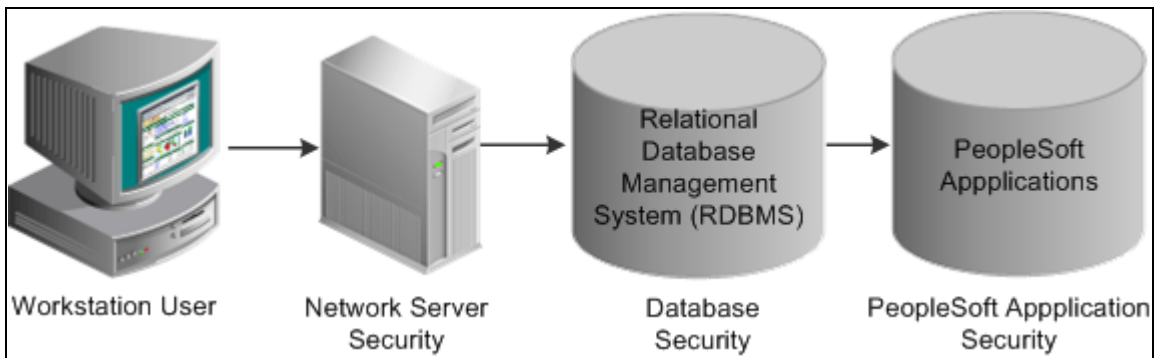 Relational
Database
Management
System (RDBMS)
PeopleSoft
Appplications
Workstation User
Network Server
Security
Database
Security
PeopleSoft Appplication
Security